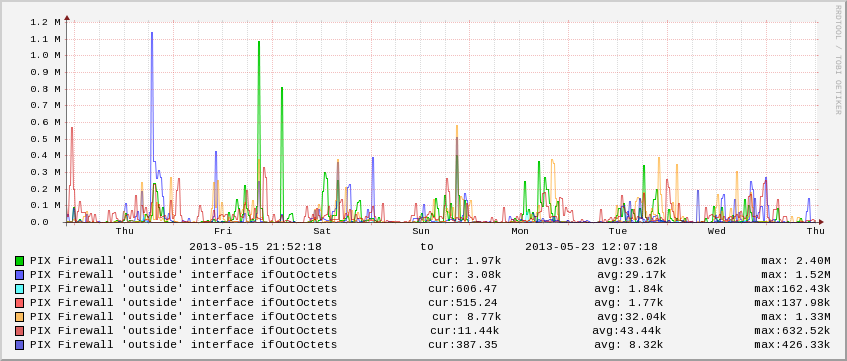 1.2 M
1.1 M
1.0 M
0.9 M
0.8 M
0.7 M
0.6 M
0.5 M
0.4 M
0.3 M
0.2 M
0.1 M
0.0
Thu Fri Sat Sun Mon Tue Wed Thu
2013-05-15 21:52:18 to 2013-05-23 12:07:18
PIX Firewall 'outside' interface ifOutOctets cur: 1.97k avg:33.62k max: 2.40M
PIX Firewall 'outside' interface ifOutOctets cur: 3.08k avg:29.17k max: 1.52M
PIX Firewall 'outside' interface ifOutOctets cur:606.47 avg: 1.84k max:162.43k
PIX Firewall 'outside' interface ifOutOctets cur:515.24 avg: 1.77k max:137.98k
PIX Firewall 'outside' interface ifOutOctets cur: 8.77k avg:32.04k max: 1.33M
PIX Firewall 'outside' interface ifOutOctets cur:11.44k avg:43.44k max:632.52k
PIX Firewall 'outside' interface ifOutOctets cur:387.35 avg: 8.32k max:426.33k
RRDTOOL / TOBI OETIKER